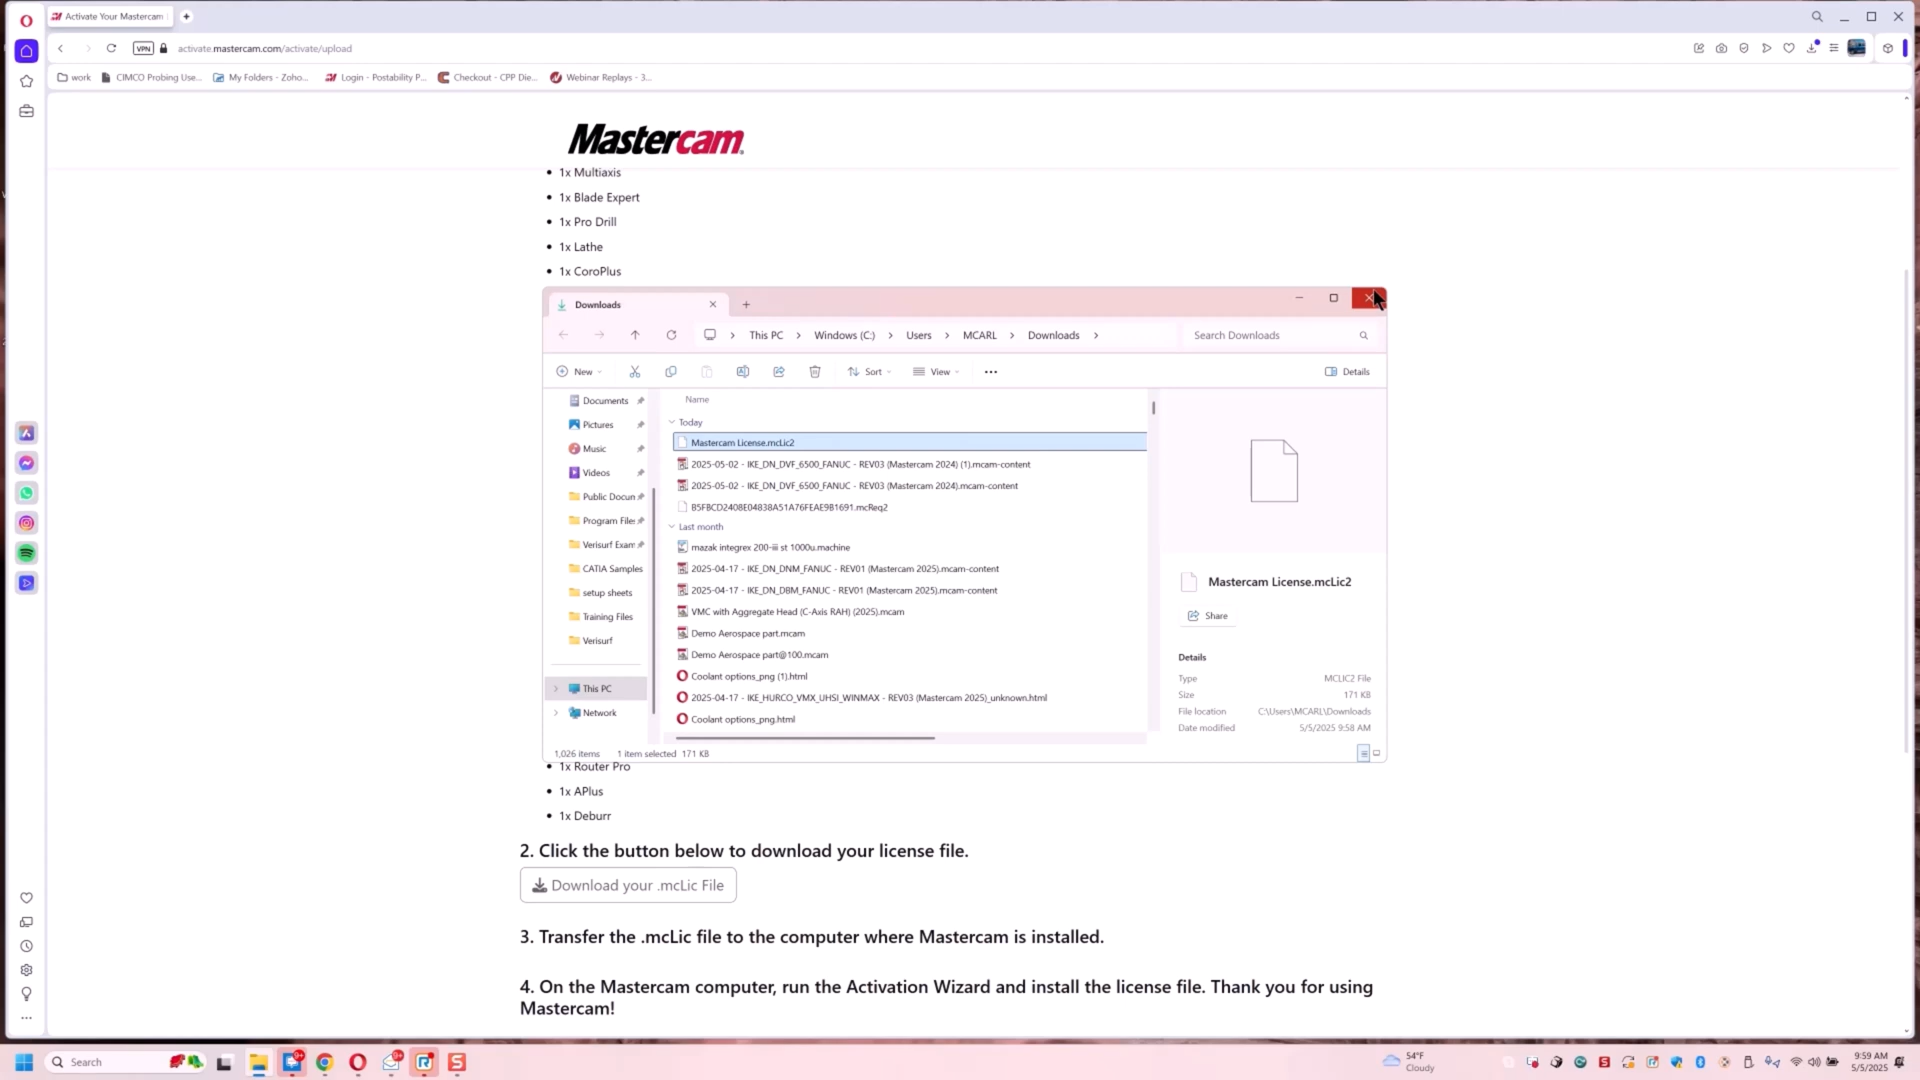 Activate Your Mastercam
activate.mastercam.com/activate/upload
VPN
work
CIMCO Probing Use...
My Folders - Zoho...
Login - Postability P...
Checkout - CPP Die...
Webinar Replays - 3...
Mastercam
1x Multiaxis
1x Blade Expert
1x Pro Drill
1x Lathe
1x CoroPlus
Downloads
This PC > Windows (C:) > Users > MCARL > Downloads >
Search Downloads
New
Sort
View
Details
Documents
Pictures
Music
Videos
Public Docum
Program Files
Verisurf Exam
CATIA Samples
setup sheets
Training Files
Verisurf
This PC
Network
Name
Today
Mastercam License.mcLic2
2025-05-02 - IKE_DN_DVF_6500_FANUC - REV03 (Mastercam 2024) (1).mcam-content
2025-05-02 - IKE_DN_DVF_6500_FANUC - REV03 (Mastercam 2024).mcam-content
B5FBCD2408E04838A51A76FEAE9B1691.mcReq2
Last month
mazak integrex 200-iii st 1000u.machine
2025-04-17 - IKE_DN_DNM_FANUC - REV01 (Mastercam 2025).mcam-content
2025-04-17 - IKE_DN_DBM_FANUC - REV01 (Mastercam 2025).mcam-content
VMC with Aggregate Head (C-Axis RAH) (2025).mcam
Demo Aerospace part.mcam
Demo Aerospace part@100.mcam
Coolant options_png (1).html
2025-04-17 - IKE_HURCO_VMX_UHSI_WINMAX - REV03 (Mastercam 2025)_unknown.html
Coolant options_png.html
Mastercam License.mcLic2
Share
Details
Type MCLIC2 File
Size 171 KB
File location C:\Users\MCARL\Downloads
Date modified 5/5/2025 9:58 AM
1,026 items 1 item selected 171 KB
1x Router Pro
1x APlus
1x Deburr
2. Click the button below to download your license file.
Download your .mcLic File
3. Transfer the .mcLic file to the computer where Mastercam is installed.
4. On the Mastercam computer, run the Activation Wizard and install the license file. Thank you for using
Mastercam!
Search
54°F
Cloudy
9:59 AM
5/5/2025